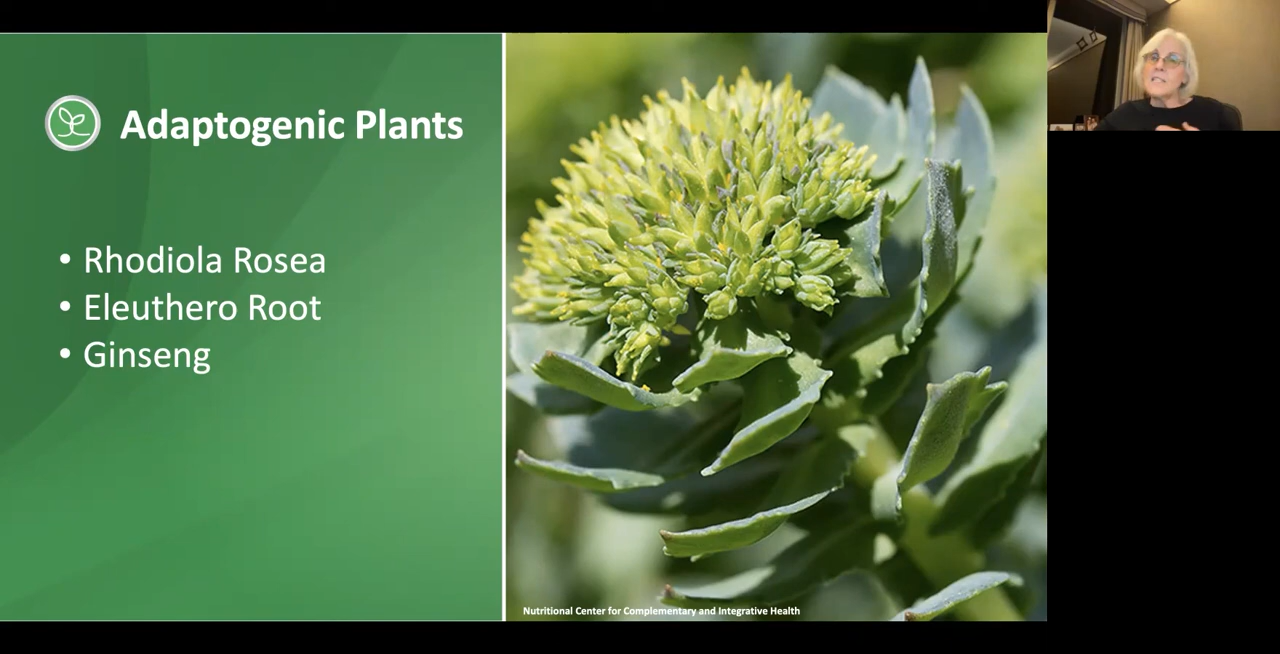 Adaptogenic Plants
• Rhodiola Rosea
• Eleuthero Root
• Ginseng
Nutritional Center for Complementary and Integrative Health